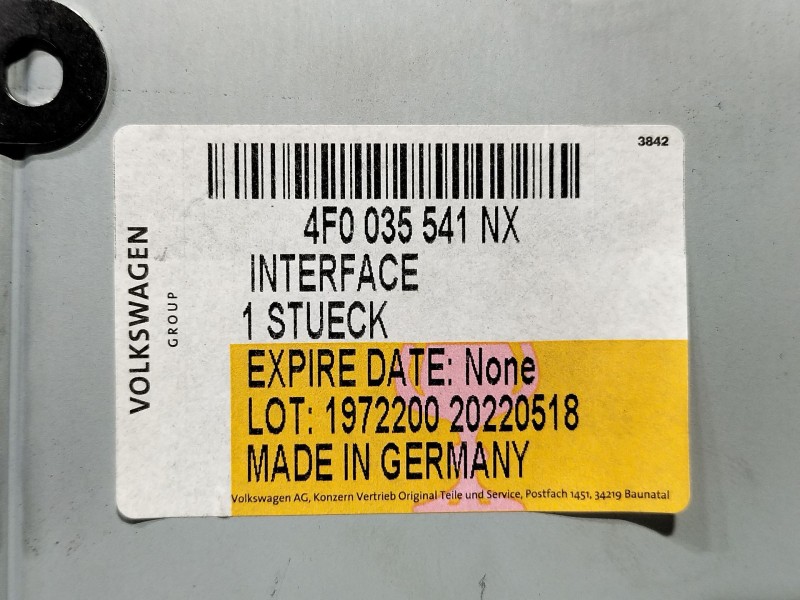 3842
4F0 035 541 NX
INTERFACE
1 STUECK
EXPIRE DATE: None
LOT: 1972200 20220518
MADE IN GERMANY
Volkswagen AG, Konzern Vertrieb Original Teile und Service, Postfach 1451, 34219 Baunatal
VOLKSWAGEN
GROUP